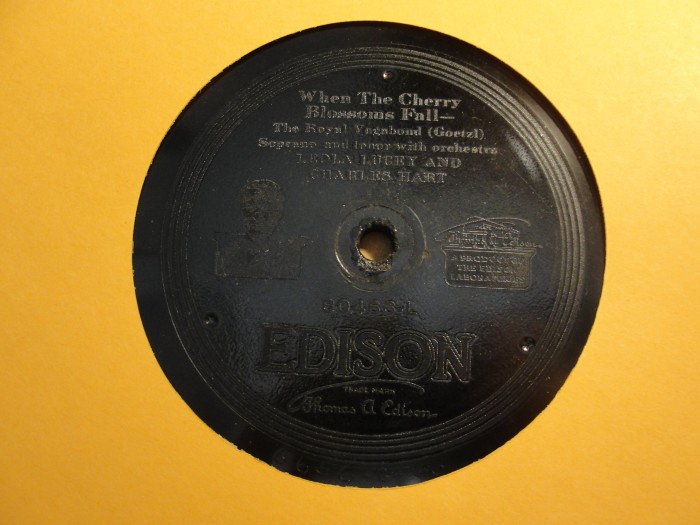 When The Cherry
Blossoms Fall—
The Royal Vagabond (Goetzl)
Soprano and tenor with orchestra
LEOLA LUSEY AND
CHARLES HART
A PRODUCT OF
THE EDISON
LABORATORIES
EDISON
TRADE MARK
Thomas A Edison